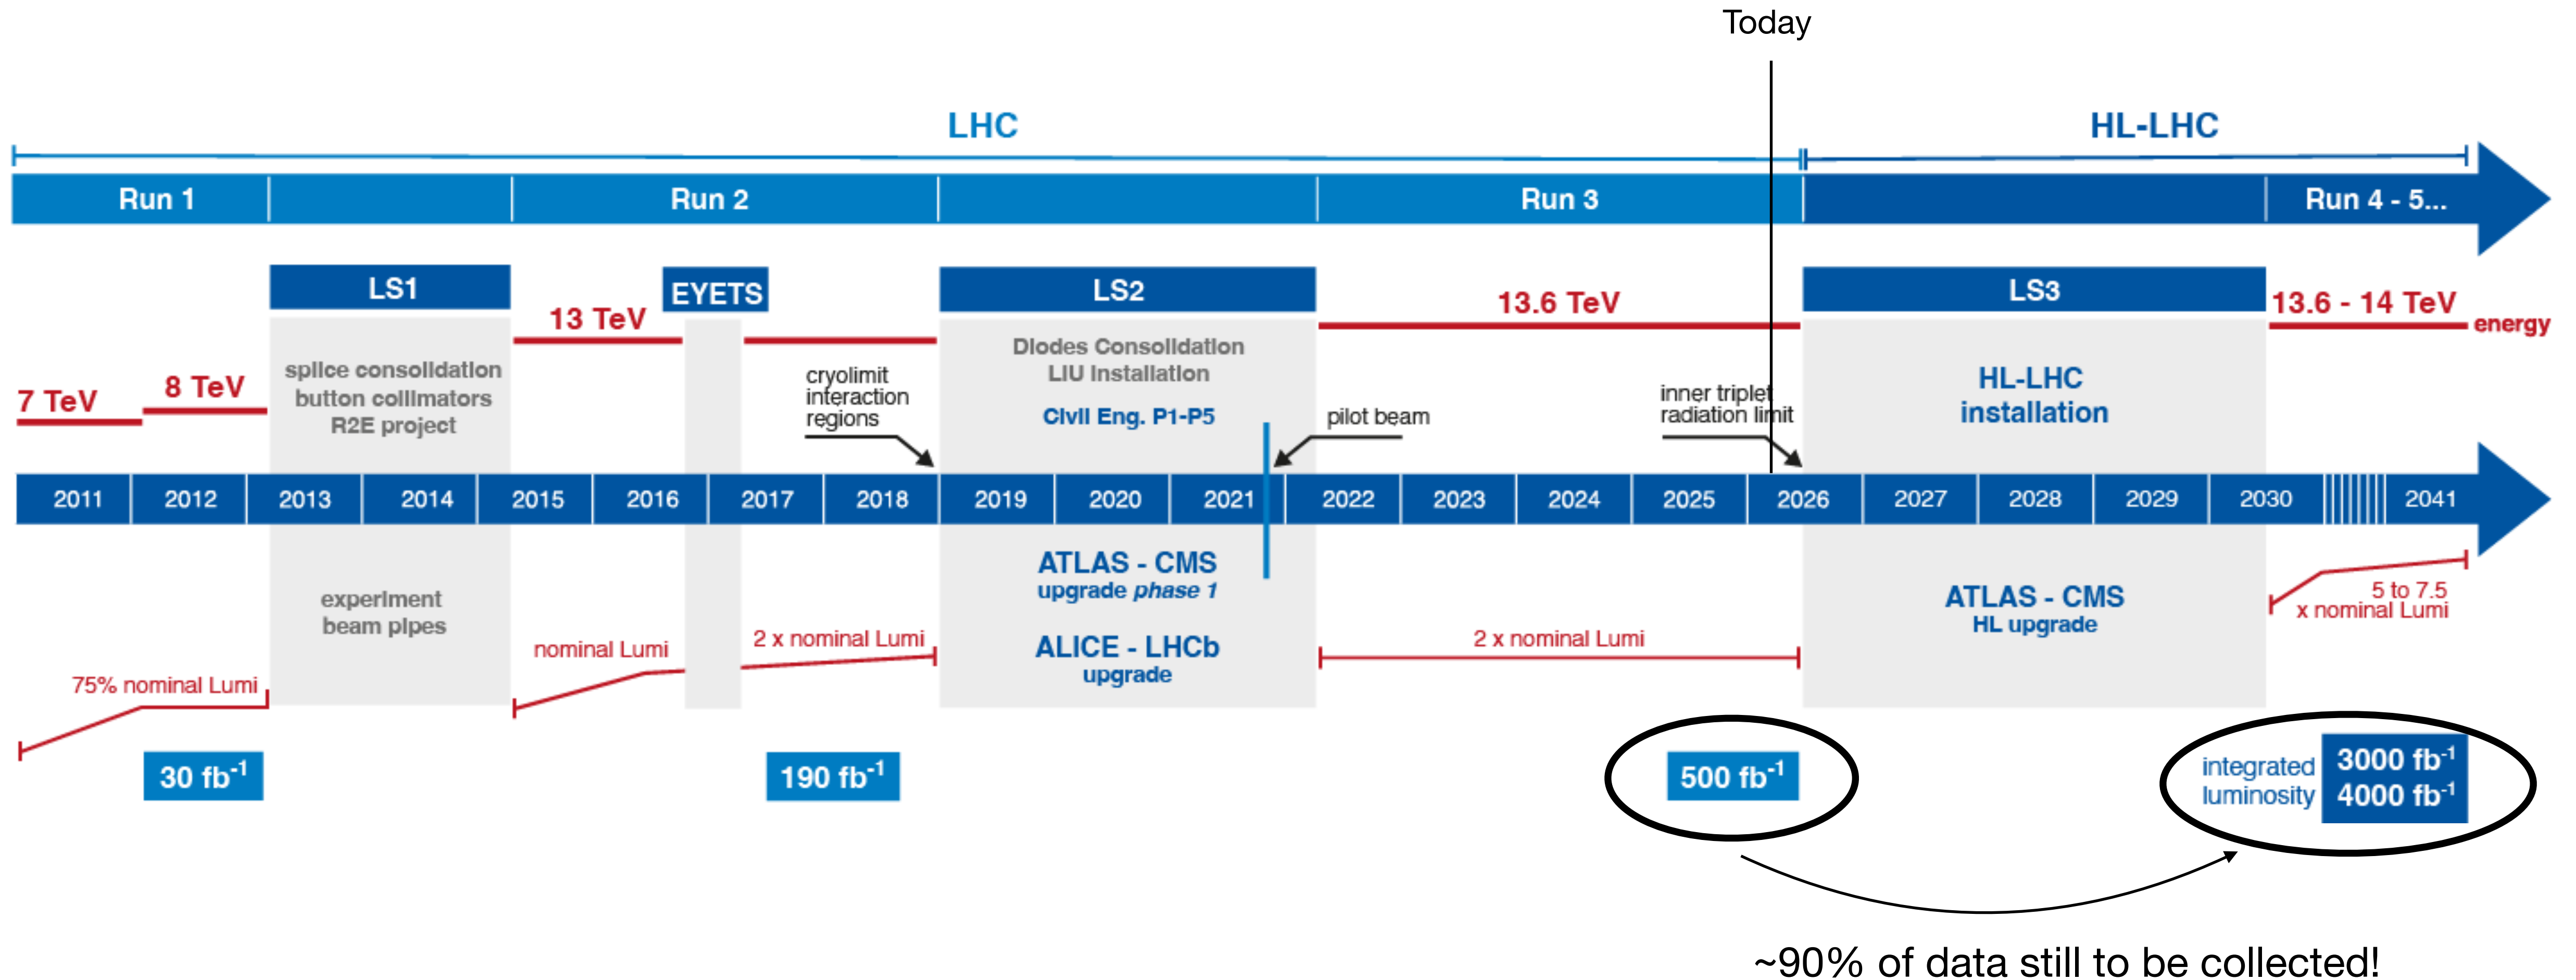 Today
LHC
HL-LHC
Run 1
Run 2
Run 3
Run 4 - 5...
LS1
EYETS
LS2
LS3
13 TeV
13.6 TeV
13.6 - 14 TeV
energy
7 TeV
8 TeV
splice consolidation
button collimators
R2E project
cryolimit
interaction
regions
Diodes Consolidation
LIU Installation
Civil Eng. P1-P5
pilot beam
inner triplet
radiation limit
HL-LHC
installation
2011
2012
2013
2014
2015
2016
2017
2018
2019
2020
2021
2022
2023
2024
2025
2026
2027
2028
2029
2030
2041
experiment
beam pipes
ATLAS - CMS
upgrade phase 1
ALICE - LHCb
upgrade
ATLAS - CMS
HL upgrade
5 to 7.5
x nominal Lumi
75% nominal Lumi
nominal Lumi
2 x nominal Lumi
2 x nominal Lumi
30 fb⁻¹
190 fb⁻¹
500 fb⁻¹
integrated
luminosity
3000 fb⁻¹
4000 fb⁻¹
~90% of data still to be collected!